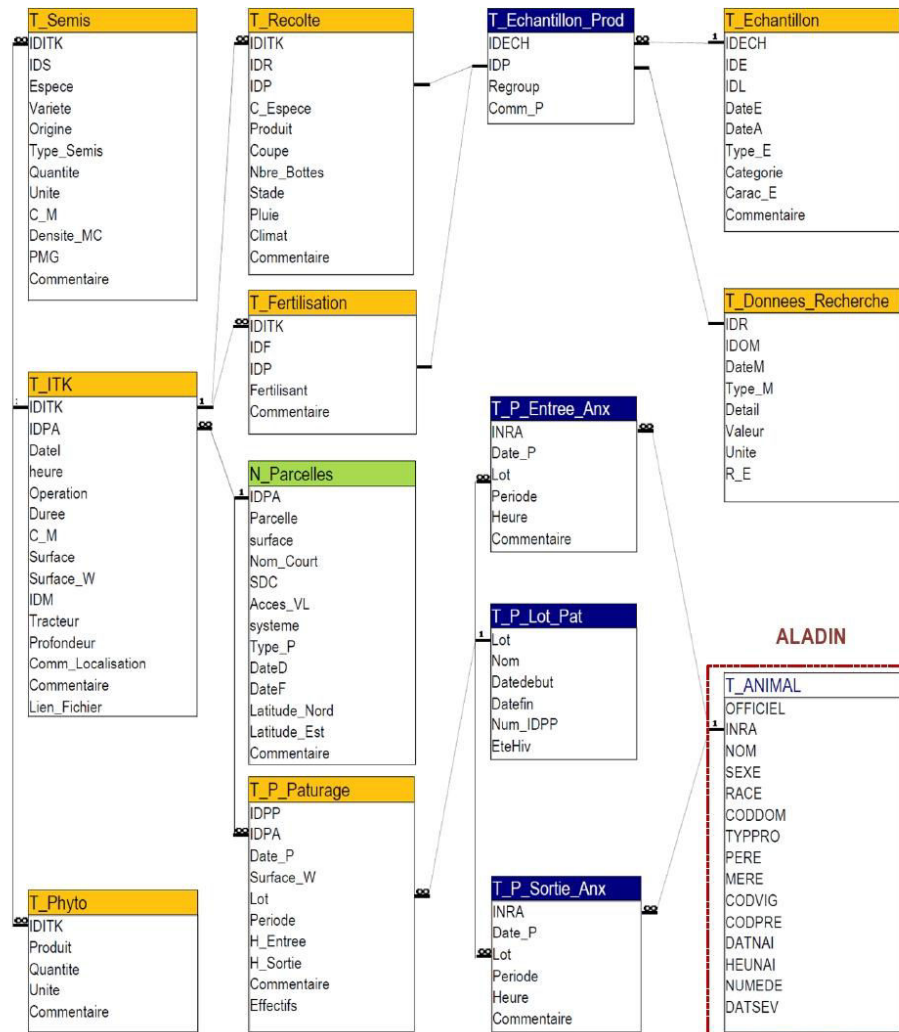 T_Semis
IDITK
IDS
Espece
Variete
Origine
Type_Semis
Quantite
Unite
C_M
Densite_MC
PMG
Commentaire
T_Recolte
IDITK
IDR
IDP
C_Espece
Produit
Coupe
Nbre_Bottes
Stade
Pluie
Climat
Commentaire
T_Echantillon_Prod
IDECH
IDP
Regroup
Comm_P
T_Echantillon
IDECH
IDE
IDL
DateE
DateA
Type_E
Categorie
Carac_E
Commentaire
∞
∞
∞
1
T_Fertilisation
IDITK
IDF
IDP
Fertilisant
Commentaire
∞
T_Donnees_Recherche
IDR
IDOM
DateM
Type_M
Detail
Valeur
Unite
R_E
T_ITK
IDITK
IDPA
DateI
heure
Operation
Duree
C_M
Surface
Surface_W
IDM
Tracteur
Profondeur
Comm_Localisation
Commentaire
Lien_Fichier
1
∞
N_Parcelles
IDPA
Parcelle
surface
Nom_Court
SDC
Acces_VL
systeme
Type_P
DateD
DateF
Latitude_Nord
Latitude_Est
Commentaire
1
T_P_Entree_Anx
INRA
Date_P
Lot
Periode
Heure
Commentaire
∞
∞
T_P_Lot_Pat
Lot
Nom
Datedebut
Datefin
Num_IDPP
EteHiv
1
ALADIN
T_ANIMAL
OFFICIEL
INRA
NOM
SEXE
RACE
CODDOM
TYPPRO
PERE
MERE
CODVIG
CODPRE
DATNAI
HEUNAI
NUMEDE
DATSEV
1
T_P_Paturage
IDPP
IDPA
Date_P
Surface_W
Lot
Periode
H_Entree
H_Sortie
Commentaire
Effectifs
∞
∞
T_P_Sortie_Anx
INRA
Date_P
Lot
Periode
Heure
Commentaire
∞
∞
T_Phyto
IDITK
Produit
Quantite
Unite
Commentaire
∞